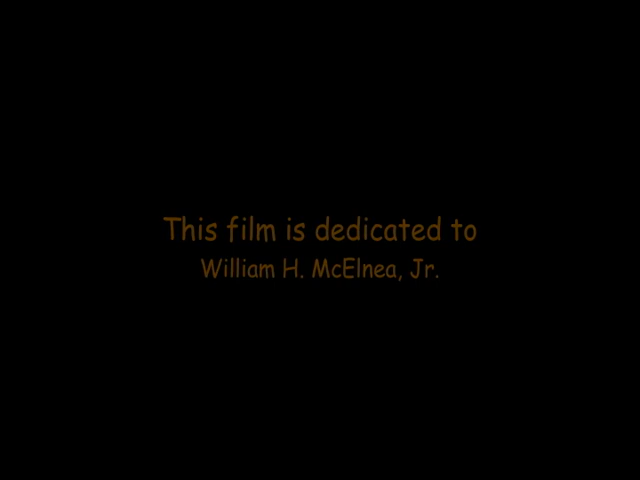 This film is dedicated to
William H. McElnea, Jr.